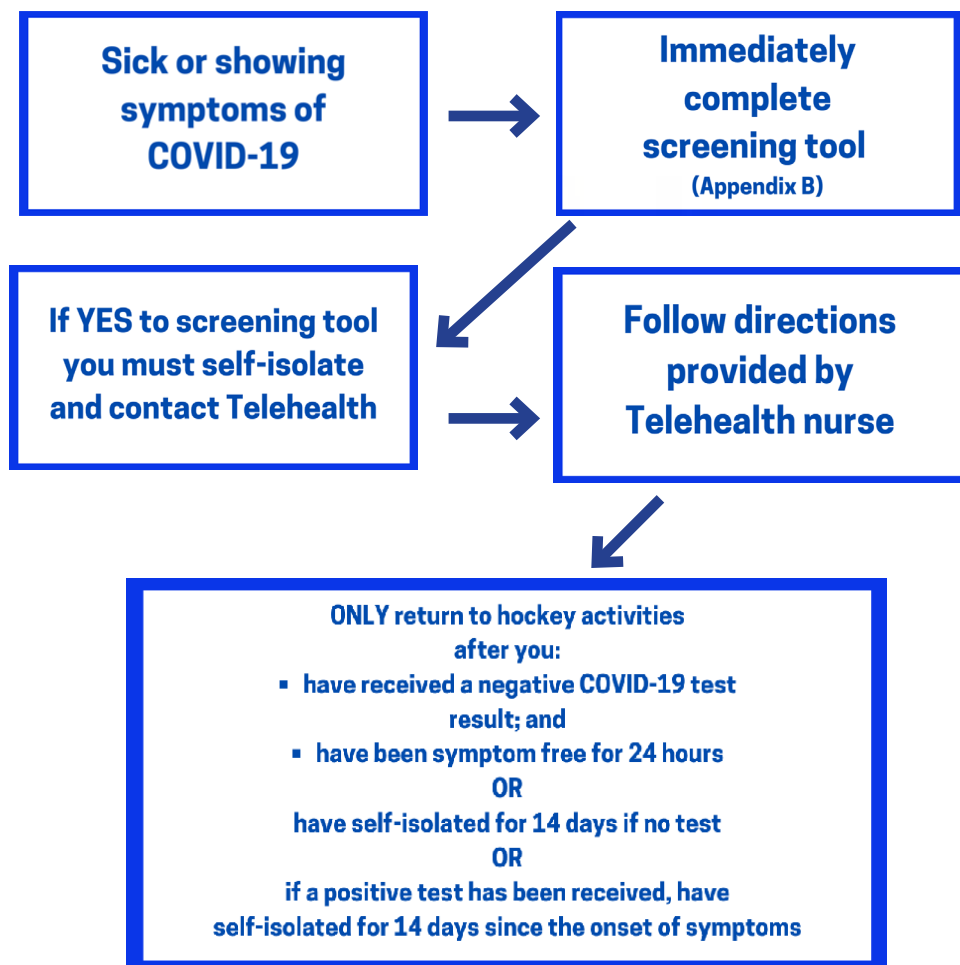 Sick or showing
symptoms of
COVID-19
Immediately
complete
screening tool
(Appendix B)
If YES to screening tool
you must self-isolate
and contact Telehealth
Follow directions
provided by
Telehealth nurse
ONLY return to hockey activities
after you:
▪ have received a negative COVID-19 test
result; and
▪ have been symptom free for 24 hours
OR
have self-isolated for 14 days if no test
OR
if a positive test has been received, have
self-isolated for 14 days since the onset of symptoms